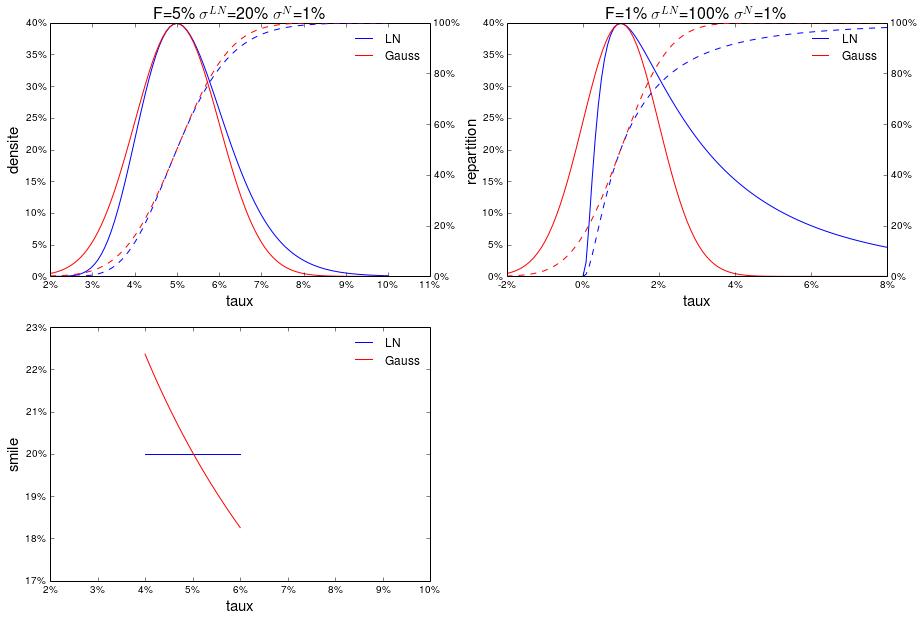 F=5% σ^{LN}=20% σ^{N}=1%
40%
35%
30%
25%
20%
15%
10%
5%
0%
densite
100%
80%
60%
40%
20%
0%
LN
Gauss
2% 3% 4% 5% 6% 7% 8% 9% 10% 11%
taux
F=1% σ^{LN}=100% σ^{N}=1%
40%
35%
30%
25%
20%
15%
10%
5%
0%
repartition
100%
80%
60%
40%
20%
0%
LN
Gauss
-2% 0% 2% 4% 6% 8%
taux
23%
22%
21%
20%
19%
18%
17%
smile
LN
Gauss
2% 3% 4% 5% 6% 7% 8% 9% 10%
taux